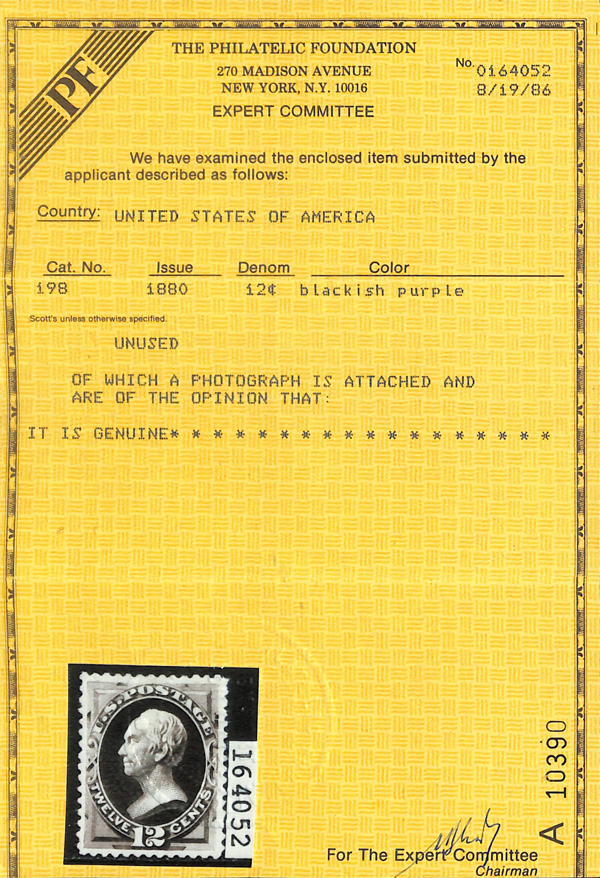 PF
THE PHILATELIC FOUNDATION
270 MADISON AVENUE
NEW YORK, N.Y. 10016
EXPERT COMMITTEE
No. 0164052
8/19/86
We have examined the enclosed item submitted by the
applicant described as follows:
Country: UNITED STATES OF AMERICA
Cat. No. Issue Denom Color
198 1880 12¢ blackish purple
Scott's unless otherwise specified.
UNUSED
OF WHICH A PHOTOGRAPH IS ATTACHED AND
ARE OF THE OPINION THAT:
IT IS GENUINE* * * * * * * * * * * * * * * * * *
U.S. POSTAGE
TWELVE 12 CENTS
164052
A 10390
For The Expert Committee
Chairman